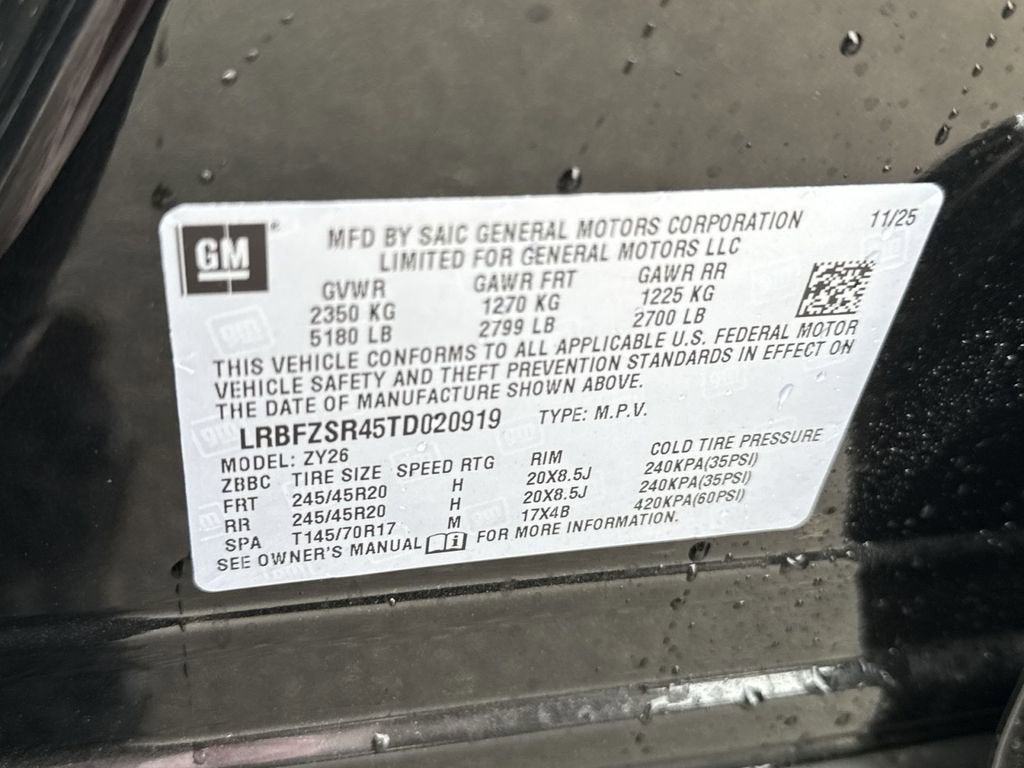 GM ®
MFD BY SAIC GENERAL MOTORS CORPORATION 11/25
LIMITED FOR GENERAL MOTORS LLC
GVWR GAWR FRT GAWR RR
2350 KG 1270 KG 1225 KG
5180 LB 2799 LB 2700 LB
THIS VEHICLE CONFORMS TO ALL APPLICABLE U.S. FEDERAL MOTOR
VEHICLE SAFETY AND THEFT PREVENTION STANDARDS IN EFFECT ON
THE DATE OF MANUFACTURE SHOWN ABOVE.
LRBFZSR45TD020919 TYPE: M.P.V.
MODEL: ZY26
ZBBC TIRE SIZE SPEED RTG RIM COLD TIRE PRESSURE
FRT 245/45R20 H 20X8.5J 240KPA(35PSI)
RR 245/45R20 H 20X8.5J 240KPA(35PSI)
SPA T145/70R17 M 17X4B 420KPA(60PSI)
SEE OWNER'S MANUAL FOR MORE INFORMATION.